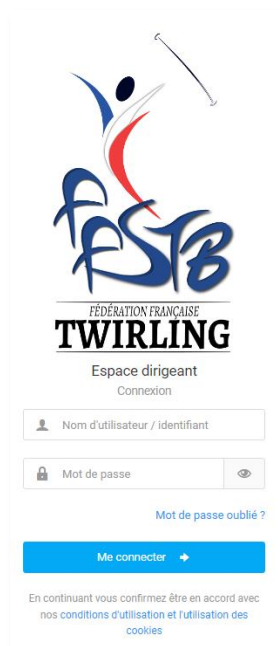 FFSTB
FÉDÉRATION FRANÇAISE
TWIRLING
Espace dirigeant
Connexion
Nom d'utilisateur / identifiant
Mot de passe
Mot de passe oublié ?
Me connecter
En continuant vous confirmez être en accord avec
nos conditions d'utilisation et l'utilisation des
cookies